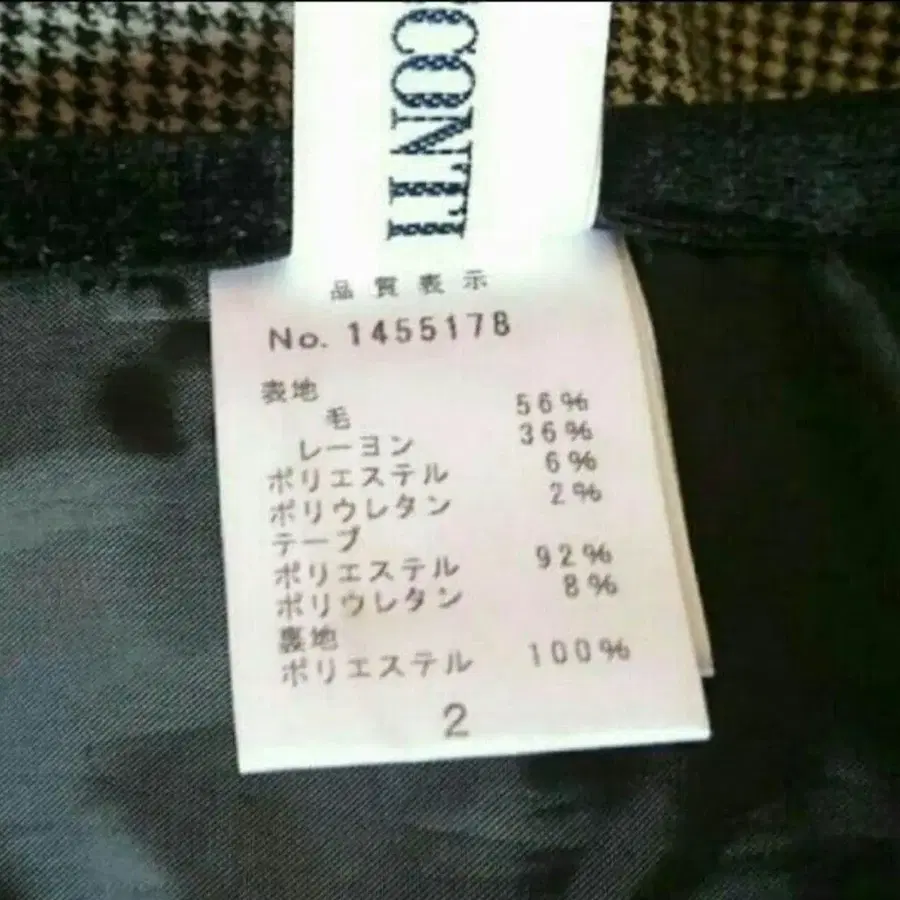 CONTI
品質表示
No. 1455178
表地
毛 56%
レーヨン 36%
ポリエステル 6%
ポリウレタン 2%
テープ
ポリエステル 92%
ポリウレタン 8%
裏地
ポリエステル 100%
2